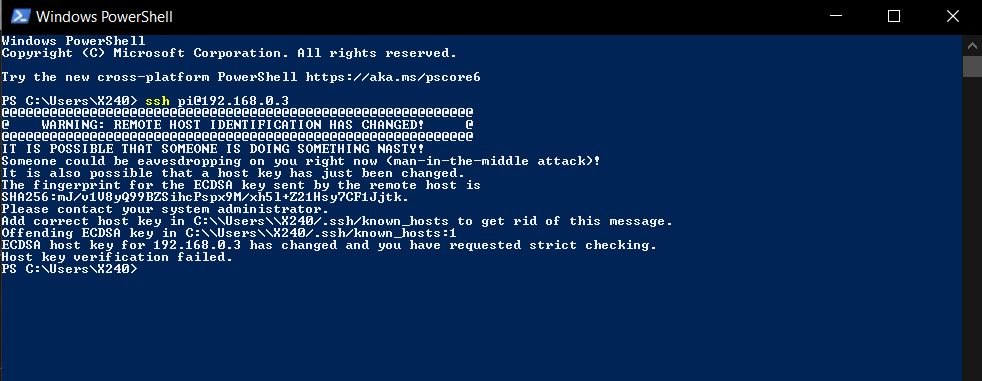 Windows PowerShell
Windows PowerShell
Copyright (C) Microsoft Corporation. All rights reserved.
Try the new cross-platform PowerShell https://aka.ms/pscore6
PS C:\Users\X240> ssh pi@192.168.0.3
@@@@@@@@@@@@@@@@@@@@@@@@@@@@@@@@@@@@@@@@@@@@@@@@@@@@@@@@@@@
@    WARNING: REMOTE HOST IDENTIFICATION HAS CHANGED!     @
@@@@@@@@@@@@@@@@@@@@@@@@@@@@@@@@@@@@@@@@@@@@@@@@@@@@@@@@@@@
IT IS POSSIBLE THAT SOMEONE IS DOING SOMETHING NASTY!
Someone could be eavesdropping on you right now (man-in-the-middle attack)!
It is also possible that a host key has just been changed.
The fingerprint for the ECDSA key sent by the remote host is
SHA256:mJ/v1V8yQ99BZSihcPspx9M/xh5l+Z21Hsy7CF1Jjtk.
Please contact your system administrator.
Add correct host key in C:\\Users\\X240/.ssh/known_hosts to get rid of this message.
Offending ECDSA key in C:\\Users\\X240/.ssh/known_hosts:1
ECDSA host key for 192.168.0.3 has changed and you have requested strict checking.
Host key verification failed.
PS C:\Users\X240>